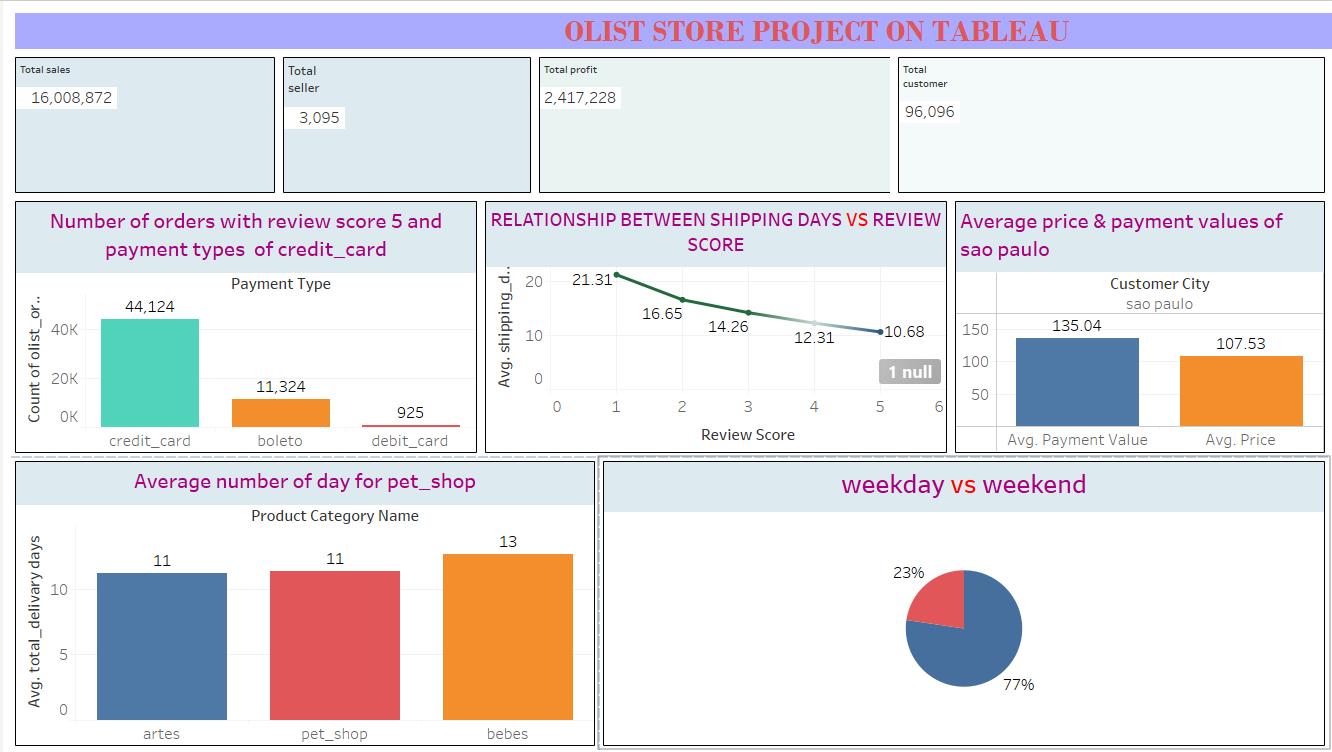 OLIST STORE PROJECT ON TABLEAU
Total sales
16,008,872
Total
seller
3,095
Total profit
2,417,228
Total
customer
96,096
Number of orders with review score 5 and
payment types of credit_card
Payment Type
Count of olist_or..
40K
20K
0K
44,124
11,324
925
credit_card
boleto
debit_card
RELATIONSHIP BETWEEN SHIPPING DAYS VS REVIEW
SCORE
Avg. shipping_d..
20
10
0
21.31
16.65
14.26
12.31
10.68
1 null
0 1 2 3 4 5 6
Review Score
Average price & payment values of
sao paulo
Customer City
sao paulo
150
100
50
135.04
107.53
Avg. Payment Value
Avg. Price
Average number of day for pet_shop
Product Category Name
Avg. total_delivary days
10
5
0
11
11
13
artes
pet_shop
bebes
weekday vs weekend
23%
77%